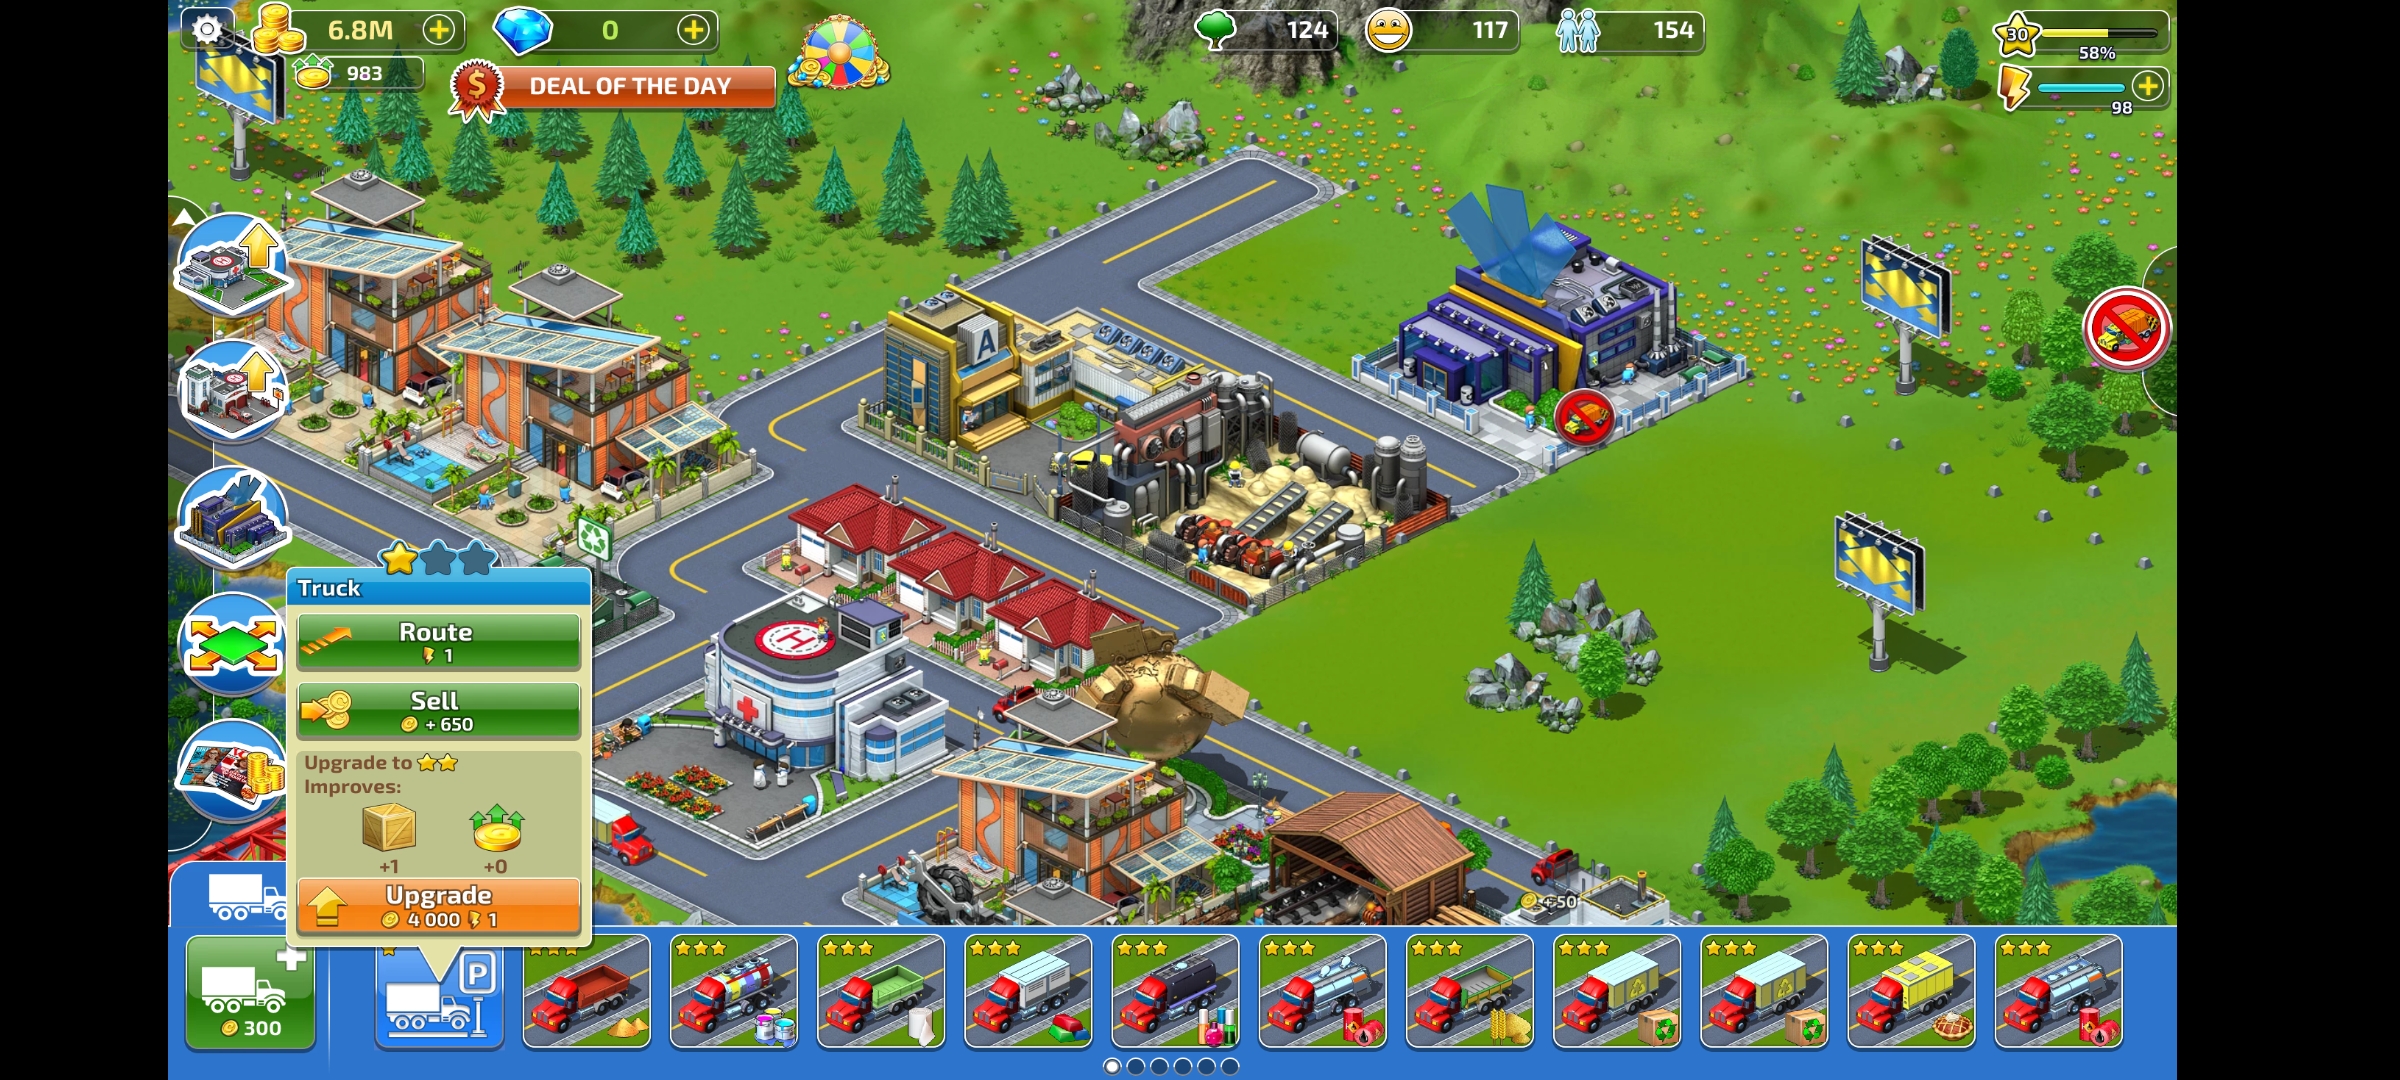 6.8M
0
124
117
154
30
58%
983
DEAL OF THE DAY
98
A
H
Truck
Route
1
Sell
+ 650
Upgrade to
Improves:
+1
+0
Upgrade
4 000 1
+50
P
300